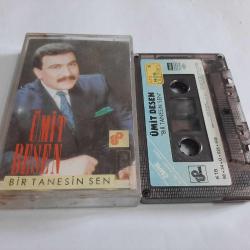 ÜMİT
BESEN
BİR TANESİN SEN
ÜMİT BESEN
"BİR TANESİN SEN"